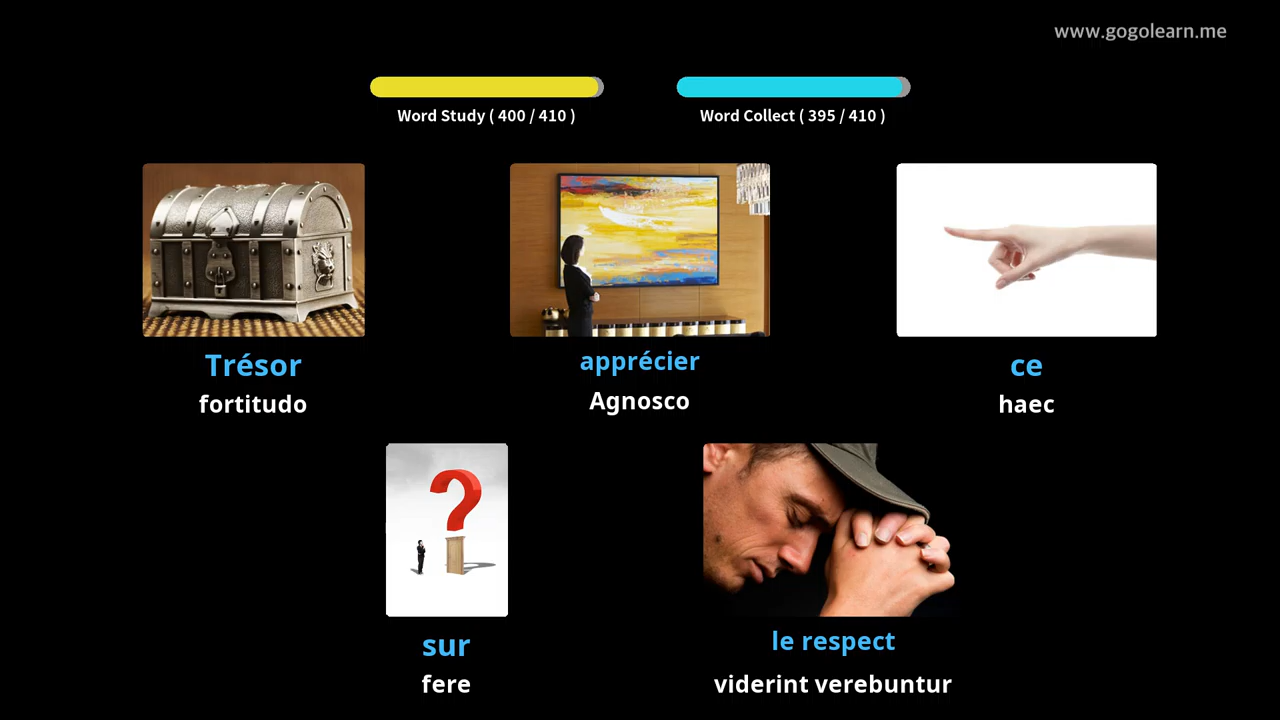 www.gogolearn.me
Word Study ( 400 / 410 )
Word Collect ( 395 / 410 )
Trésor
fortitudo
apprécier
Agnosco
ce
haec
sur
fere
le respect
viderint verebuntur